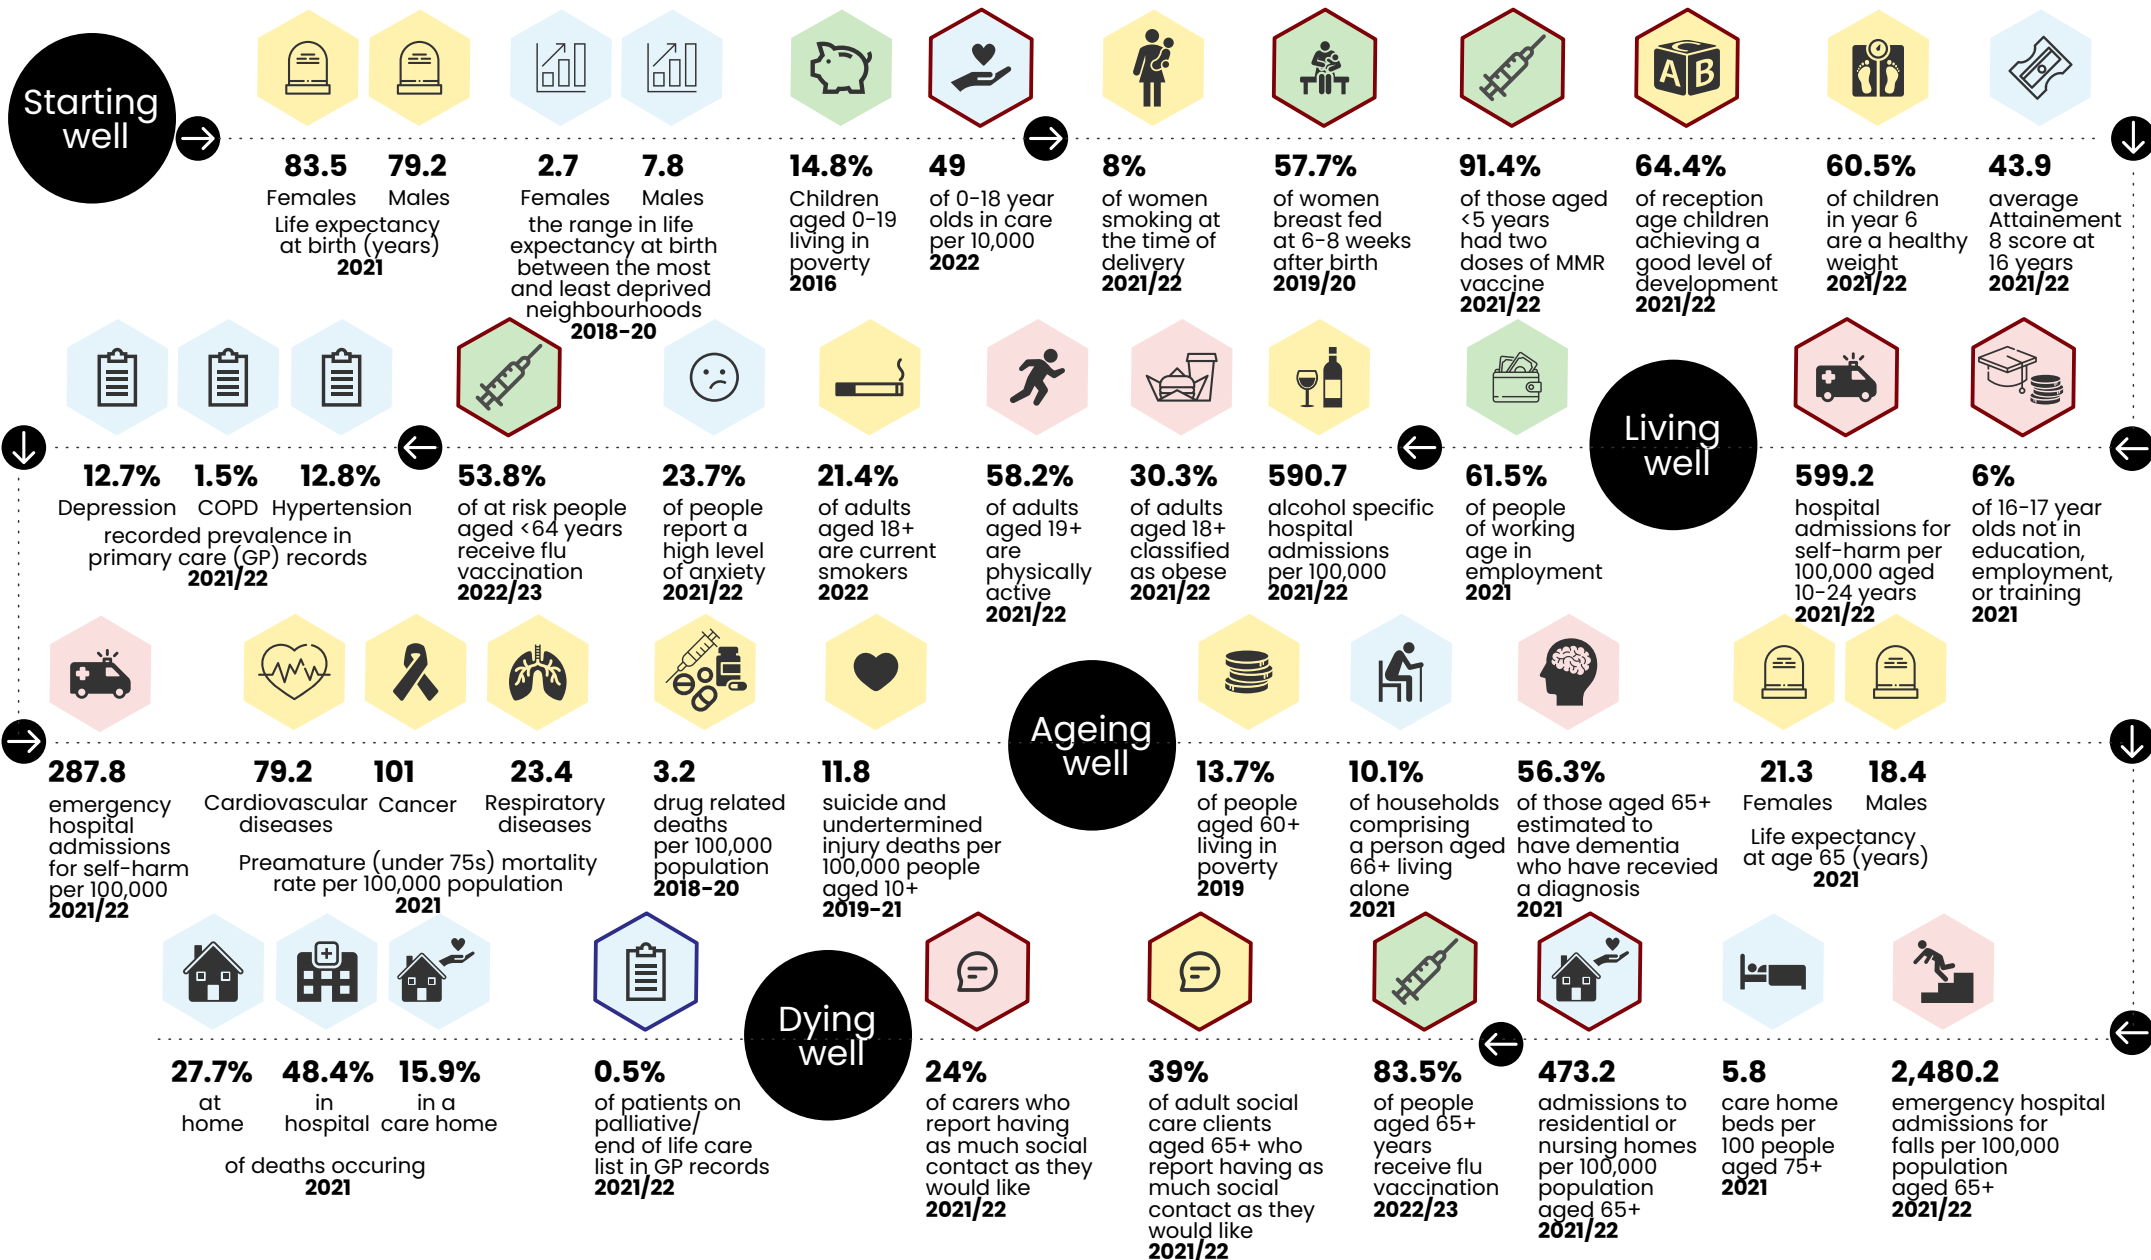 Starting
well
83.5
Females
79.2
Males
Life expectancy
at birth (years)
2021
2.7
Females
7.8
Males
the range in life
expectancy at birth
between the most
and least deprived
neighbourhoods
2018-20
14.8%
Children
aged 0-19
living in
poverty
2016
49
of 0-18 year
olds in care
per 10,000
2022
8%
of women
smoking at
the time of
delivery
2021/22
57.7%
of women
breast fed
at 6-8 weeks
after birth
2019/20
91.4%
of those aged
<5 years
had two
doses of MMR
vaccine
2021/22
A B C
64.4%
of reception
age children
achieving a
good level of
development
2021/22
60.5%
of children
in year 6
are a healthy
weight
2021/22
43.9
average
Attainement
8 score at
16 years
2021/22
6%
of 16-17 year
olds not in
education,
employment,
or training
2021
599.2
hospital
admissions for
self-harm per
100,000 aged
10-24 years
2021/22
Living
well
61.5%
of people
of working
age in
employment
2021
590.7
alcohol specific
hospital
admissions
per 100,000
2021/22
30.3%
of adults
aged 18+
classified
as obese
2021/22
58.2%
of adults
aged 19+
are
physically
active
2021/22
21.4%
of adults
aged 18+
are current
smokers
2022
23.7%
of people
report a
high level
of anxiety
2021/22
53.8%
of at risk people
aged <64 years
receive flu
vaccination
2022/23
12.7%
Depression
1.5%
COPD
12.8%
Hypertension
recorded prevalence in
primary care (GP) records
2021/22
287.8
emergency
hospital
admissions
for self-harm
per 100,000
2021/22
79.2
Cardiovascular
diseases
101
Cancer
23.4
Respiratory
diseases
Preamature (under 75s) mortality
rate per 100,000 population
2021
3.2
drug related
deaths
per 100,000
population
2018-20
11.8
suicide and
undertermined
injury deaths per
100,000 people
aged 10+
2019-21
Ageing
well
13.7%
of people
aged 60+
living in
poverty
2019
10.1%
of households
comprising
a person aged
66+ living
alone
2021
56.3%
of those aged 65+
estimated to
have dementia
who have recevied
a diagnosis
2021
21.3
Females
18.4
Males
Life expectancy
at age 65 (years)
2021
2,480.2
emergency hospital
admissions for
falls per 100,000
population
aged 65+
2021/22
5.8
care home
beds per
100 people
aged 75+
2021
473.2
admissions to
residential or
nursing homes
per 100,000
population
aged 65+
2021/22
83.5%
of people
aged 65+
years
receive flu
vaccination
2022/23
39%
of adult social
care clients
aged 65+ who
report having as
much social
contact as they
would like
2021/22
24%
of carers who
report having
as much social
contact as they
would like
2021/22
Dying
well
0.5%
of patients on
palliative/
end of life care
list in GP records
2021/22
27.7%
at
home
48.4%
in
hospital
15.9%
in a
care home
of deaths occuring
2021